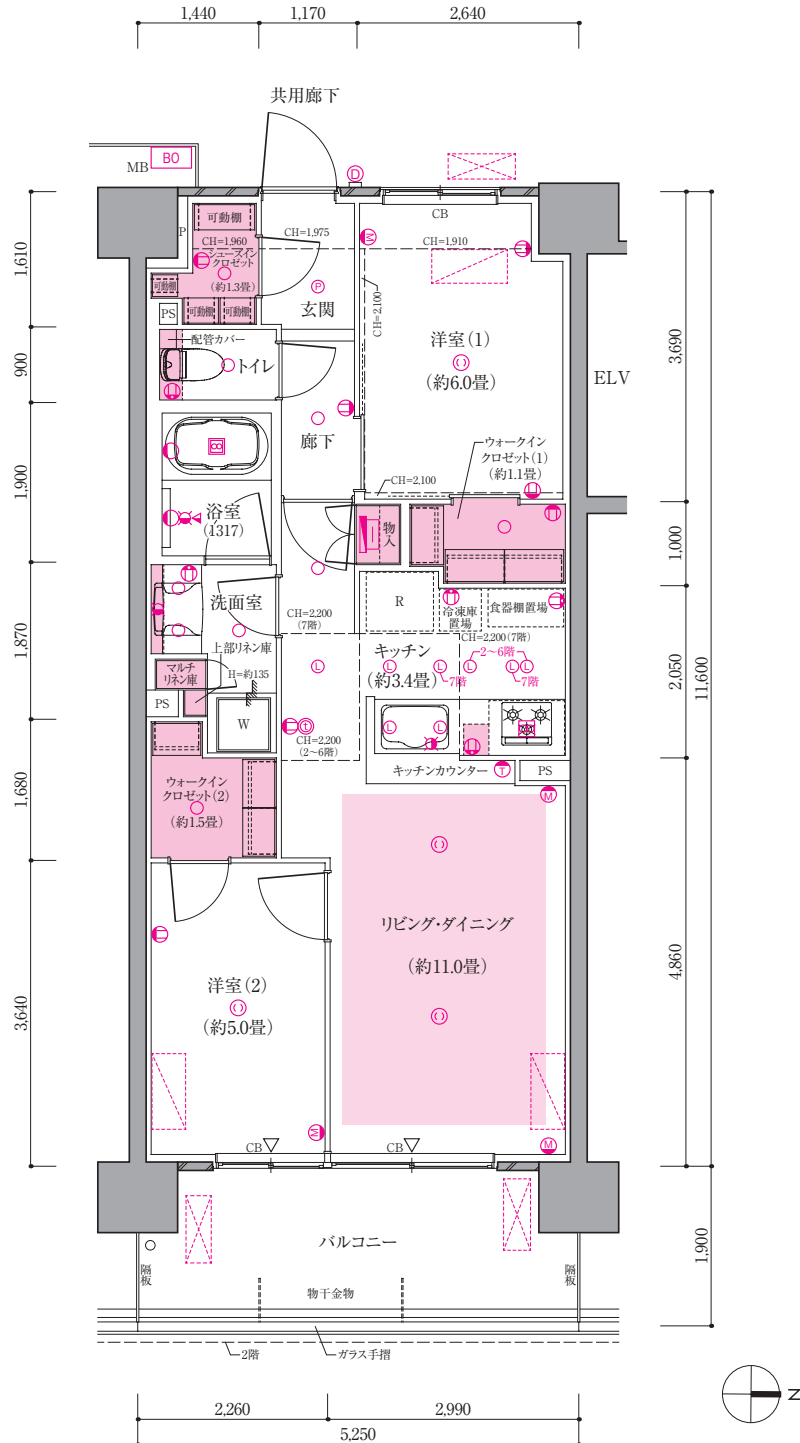 1,440
1,170
2,640
共用廊下
MB
BO
D
CB
P
可動棚
CH=1,960
シューズイン
クロゼット
(約1.3畳)
可動棚
可動棚
可動棚
CH=1,975
P
玄関
M
CH=1,910
CH=2,100
洋室(1)
(約6.0畳)
ELV
PS
配管カバー
トイレ
廊下
CH=2,100
ウォークイン
クロゼット(1)
(約1.1畳)
浴室
(1317)
物入
洗面室
上部リネン庫
H=約135
マルチ
リネン庫
PS
W
CH=2,200
(7階)
R
冷凍庫
置場
食器棚置場
CH=2,200(7階)
2〜6階
キッチン
(約3.4畳)
L
L
L
7階
L
L
L
7階
L
L
t
CH=2,200
(2〜6階)
キッチンカウンター
T
PS
M
ウォークイン
クロゼット(2)
(約1.5畳)
リビング・ダイニング
(約11.0畳)
洋室(2)
(約5.0畳)
M
M
CB
CB
バルコニー
隔板
隔板
物干金物
2階
ガラス手摺
1,610
900
1,900
1,870
1,680
3,640
3,690
1,000
2,050
4,860
11,600
1,900
2,260
2,990
5,250
N